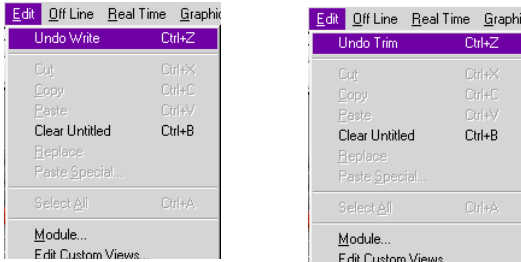 Edit Off Line Real Time Graphic
Undo Write Ctrl+Z
Cut Ctrl+X
Copy Ctrl+C
Paste Ctrl+V
Clear Untitled Ctrl+B
Replace
Paste Special...
Select All Ctrl+A
Module...
Edit Custom Views...
Edit Off Line Real Time Graphi
Undo Trim Ctrl+Z
Cut Ctrl+X
Copy Ctrl+C
Paste Ctrl+V
Clear Untitled Ctrl+B
Replace
Paste Special...
Select All Ctrl+A
Module...
Edit Custom Views